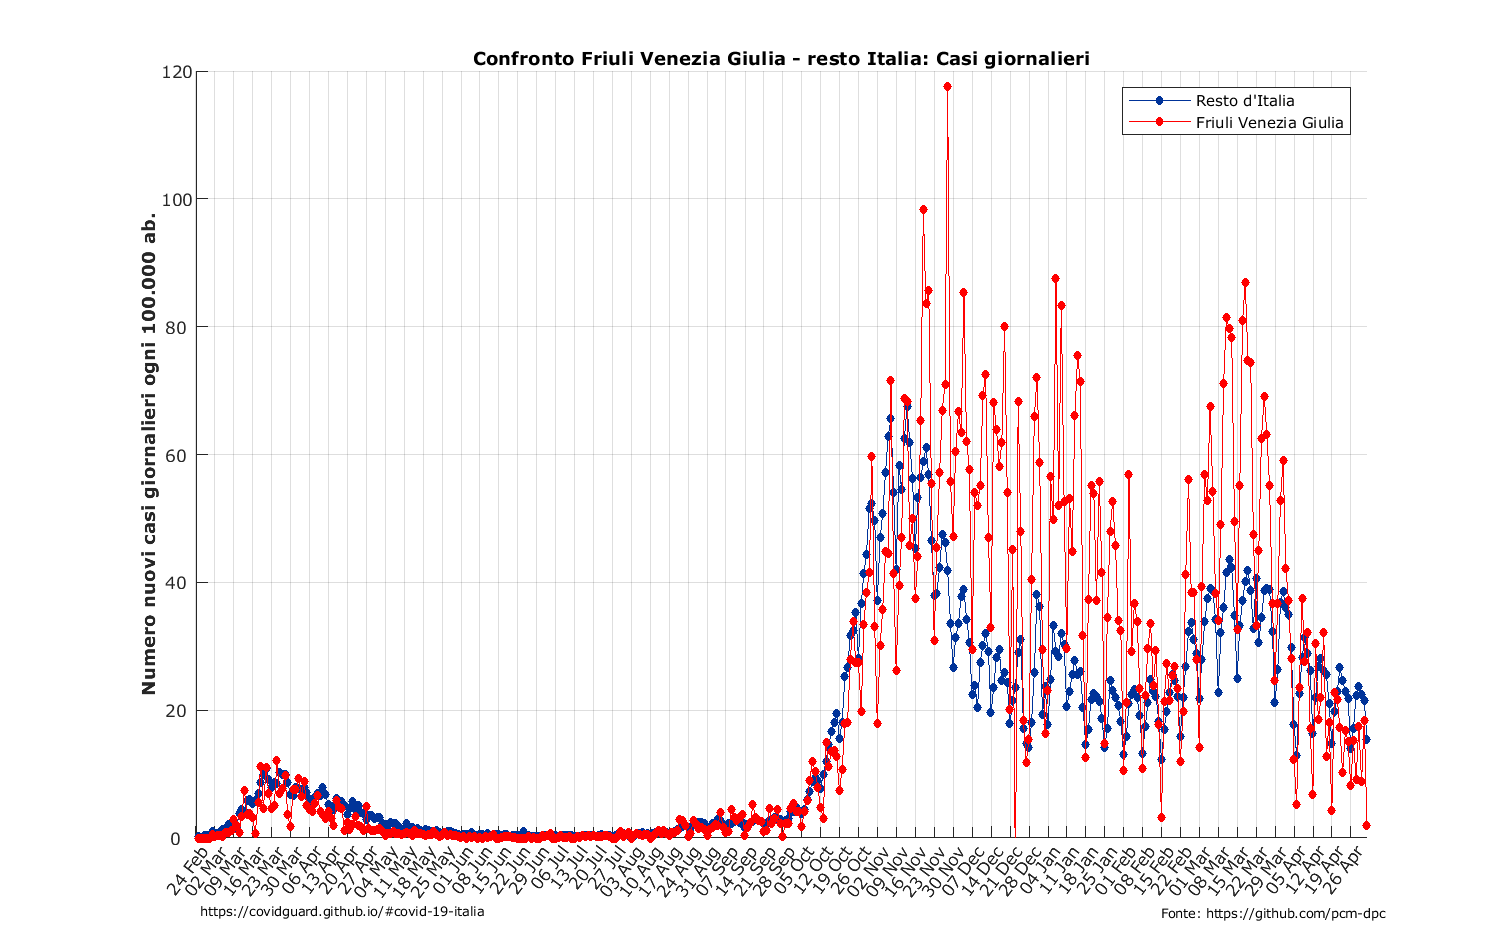 Confronto Friuli Venezia Giulia - resto Italia: Casi giornalieri
Numero nuovi casi giornalieri ogni 100.000 ab.
120
100
80
60
40
20
0
Resto d'Italia
Friuli Venezia Giulia
24 Feb
02 Mar
09 Mar
16 Mar
23 Mar
30 Mar
06 Apr
13 Apr
20 Apr
27 Apr
04 May
11 May
18 May
25 May
01 Jun
08 Jun
15 Jun
22 Jun
29 Jun
06 Jul
13 Jul
20 Jul
27 Jul
03 Aug
10 Aug
17 Aug
24 Aug
31 Aug
07 Sep
14 Sep
21 Sep
28 Sep
05 Oct
12 Oct
19 Oct
26 Oct
02 Nov
09 Nov
16 Nov
23 Nov
30 Nov
07 Dec
14 Dec
21 Dec
28 Dec
04 Jan
11 Jan
18 Jan
25 Jan
01 Feb
08 Feb
15 Feb
22 Feb
01 Mar
08 Mar
15 Mar
22 Mar
29 Mar
05 Apr
12 Apr
19 Apr
26 Apr
https://covidguard.github.io/#covid-19-italia
Fonte: https://github.com/pcm-dpc